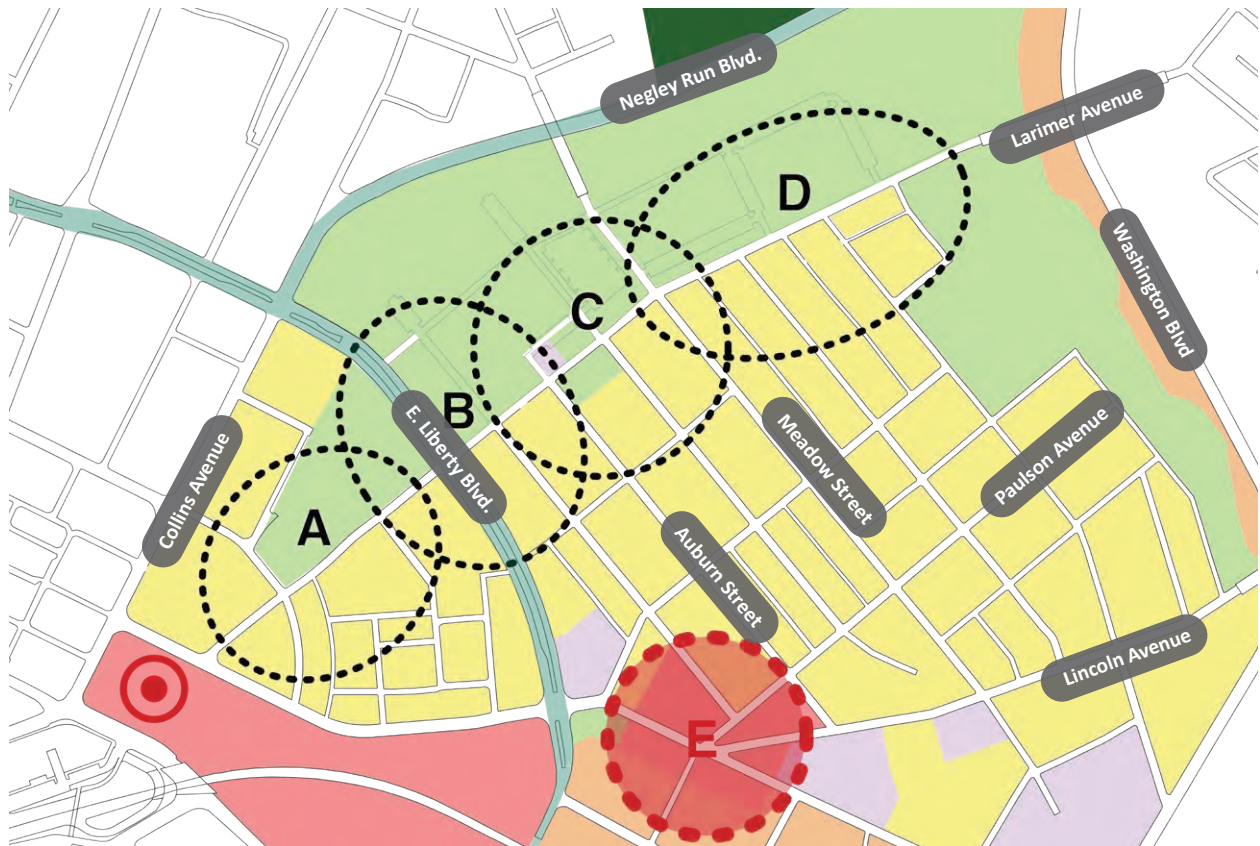 Negley Run Blvd.
Larimer Avenue
D
Washington Blvd
C
B
E. Liberty Blvd.
Meadow Street
Paulson Avenue
Collins Avenue
A
Auburn Street
Lincoln Avenue
E